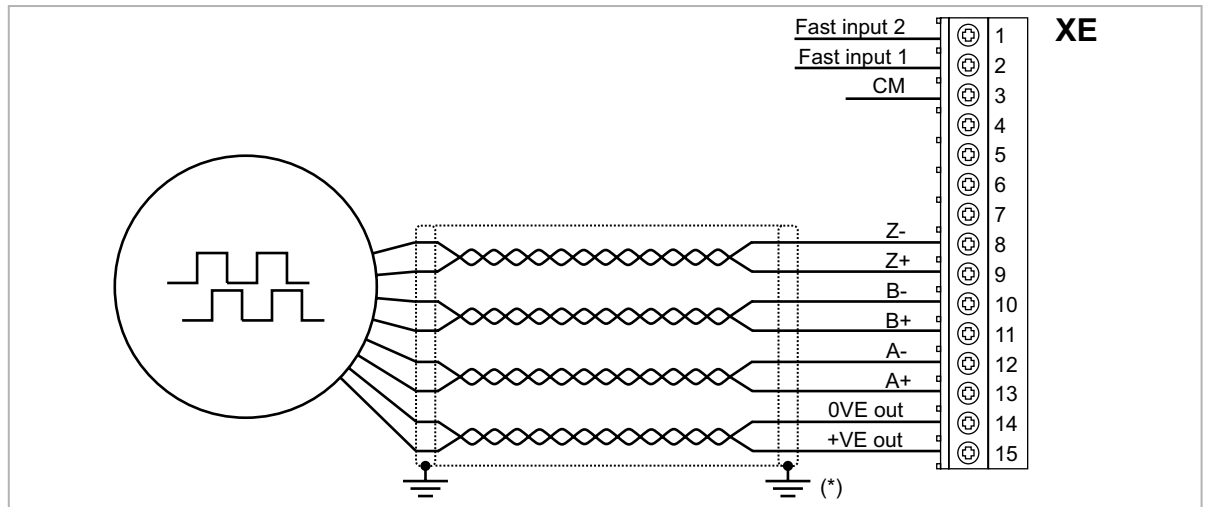 Fast input 2 1 XE
Fast input 1 2
CM 3
4
5
6
7
Z- 8
Z+ 9
B- 10
B+ 11
A- 12
A+ 13
0VE out 14
+VE out 15
(*)